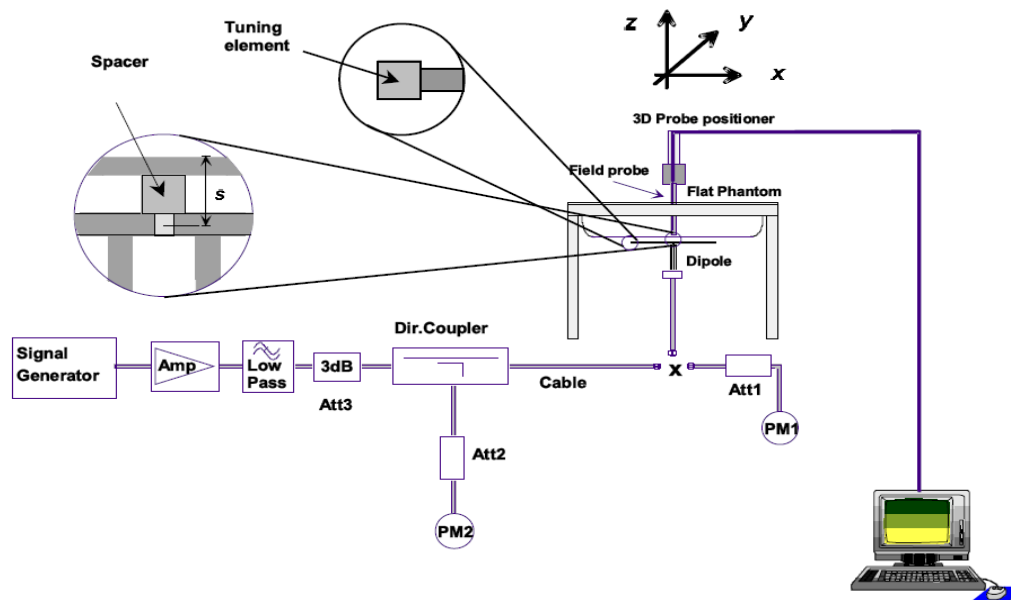 Tuning
element
Spacer
s
z
y
x
3D Probe positioner
Field probe
Flat Phantom
Dipole
Signal
Generator
Amp
Low
Pass
3dB
Att3
Dir.Coupler
Cable
x
Att1
PM1
Att2
PM2